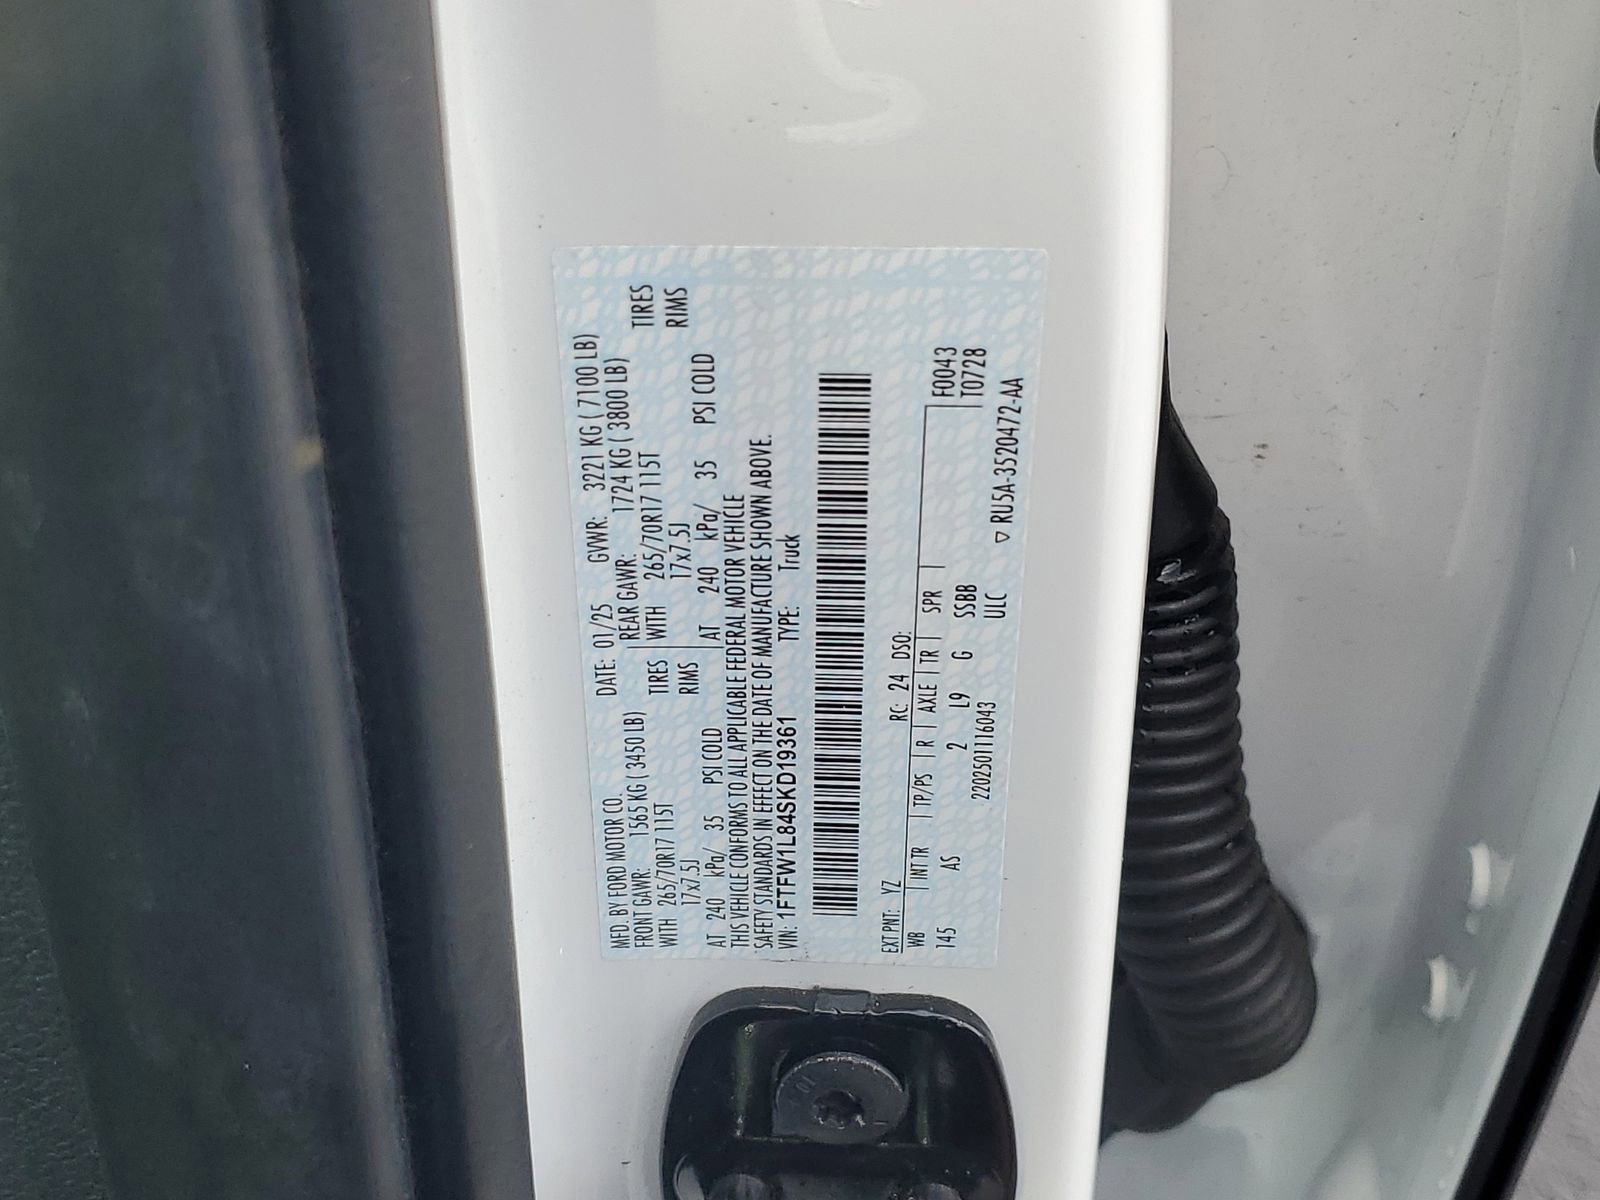 MFD. BY FORD MOTOR CO.
DATE: 01/25 GVWR: 3221 KG ( 7100 LB)
FRONT GAWR: 1565 KG ( 3450 LB) REAR GAWR: 1724 KG ( 3800 LB)
WITH 265/70R17 115T TIRES WITH 265/70R17 115T TIRES
17x7.5J RIMS 17x7.5J RIMS
AT 240 kPa/ 35 PSI COLD AT 240 kPa/ 35 PSI COLD
THIS VEHICLE CONFORMS TO ALL APPLICABLE FEDERAL MOTOR VEHICLE
SAFETY STANDARDS IN EFFECT ON THE DATE OF MANUFACTURE SHOWN ABOVE.
VIN: 1FTFW1L84SKD19361 TYPE: Truck
EXT PNT: YZ RC: 24 DSO:
WB INT TR TP/PS R AXLE TR SPR F0043
145 AS 2 L9 G SSBB T0728
2202501116043 ULC ▽ RU5A-3520472-AA